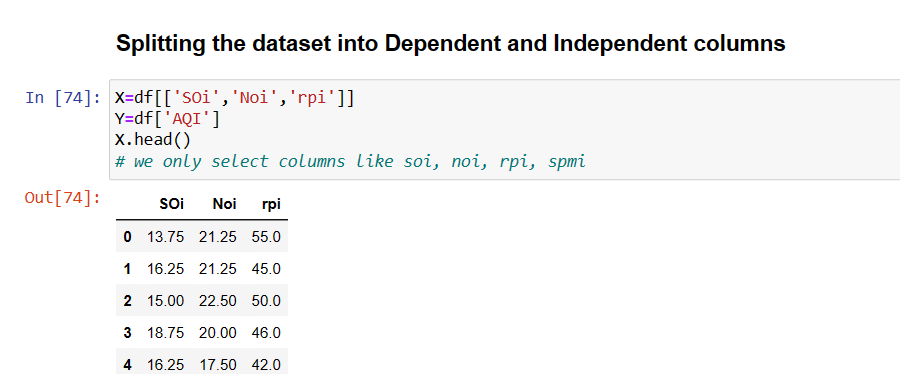 Splitting the dataset into Dependent and Independent columns
In [74]: X=df[['SOi','Noi','rpi']]
Y=df['AQI']
X.head()
# we only select columns like soi, noi, rpi, spmi
Out[74]:
SOi Noi rpi
0 13.75 21.25 55.0
1 16.25 21.25 45.0
2 15.00 22.50 50.0
3 18.75 20.00 46.0
4 16.25 17.50 42.0